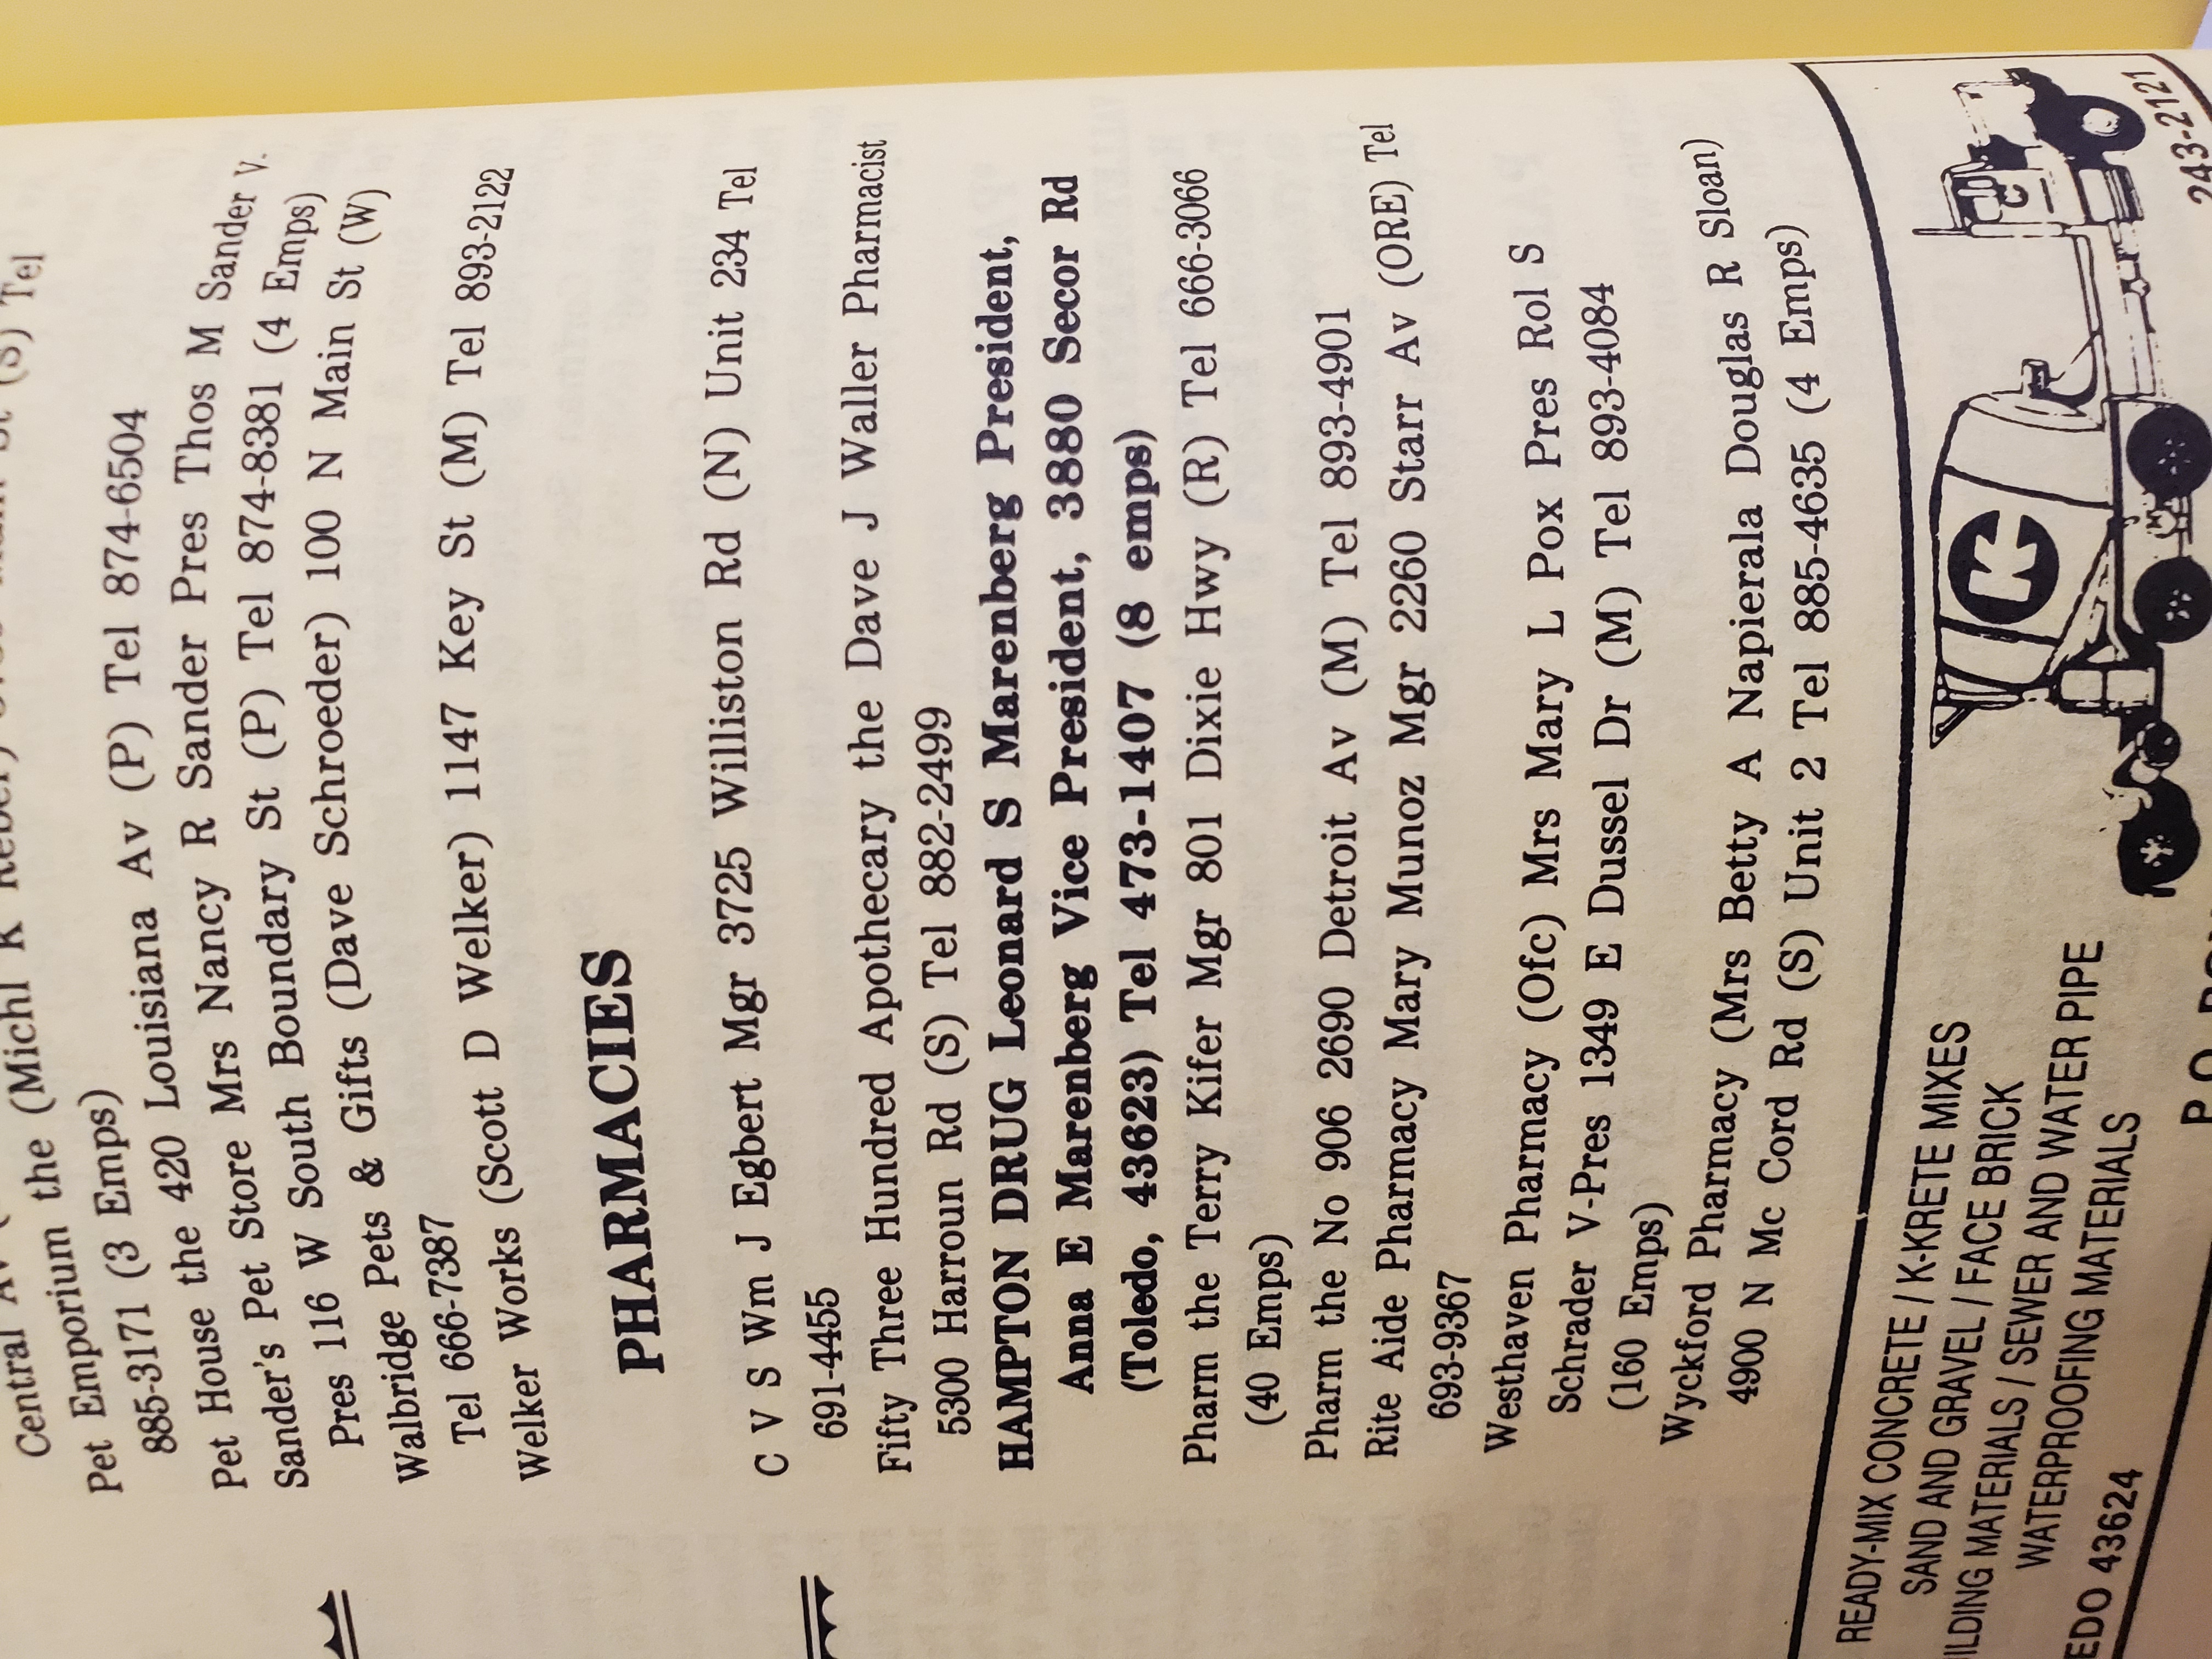 Central Av
Emporium the (Michl K
Pet Emporium (3 Emps)
885-3171 (3 Emps)
Pet House the 420 Louisiana Av (P) Tel 874-6504
Sander's Pet Store Mrs Nancy R Sander Pres Thos M Sander V.
Pres 116 W South Boundary St (P) Tel 874-8381 (4 Emps)
Walbridge Pets & Gifts (Dave Schroeder) 100 N Main St (W)
Tel 666-7387
Welker Works (Scott D Welker) 1147 Key St (M) Tel 893-2122
PHARMACIES
C V S Wm J Egbert Mgr 3725 Williston Rd (N) Unit 234 Tel
691-4455
Fifty Three Hundred Apothecary the Dave J Waller Pharmacist
5300 Harroun Rd (S) Tel 882-2499
HAMPTON DRUG Leonard S Marenberg President,
Anna E Marenberg Vice President, 3880 Secor Rd
(Toledo, 43623) Tel 473-1407 (8 emps)
Pharm the Terry Kifer Mgr 801 Dixie Hwy (R) Tel 666-3066
(40 Emps)
Pharm the No 906 2690 Detroit Av (M) Tel 893-4901
Rite Aide Pharmacy Mary Munoz Mgr 2260 Starr Av (ORE) Tel
693-9367
Westhaven Pharmacy (Ofc) Mrs Mary L Pox Pres Rol S
Schrader V-Pres 1349 E Dussel Dr (M) Tel 893-4084
(160 Emps)
Wyckford Pharmacy (Mrs Betty A Napierala Douglas R Sloan)
4900 N Mc Cord Rd (S) Unit 2 Tel 885-4635 (4 Emps)
READY-MIX CONCRETE / K-KRETE MIXES
SAND AND GRAVEL / FACE BRICK
ILDING MATERIALS / SEWER AND WATER PIPE
WATERPROOFING MATERIALS
EDO 43624
243-2121